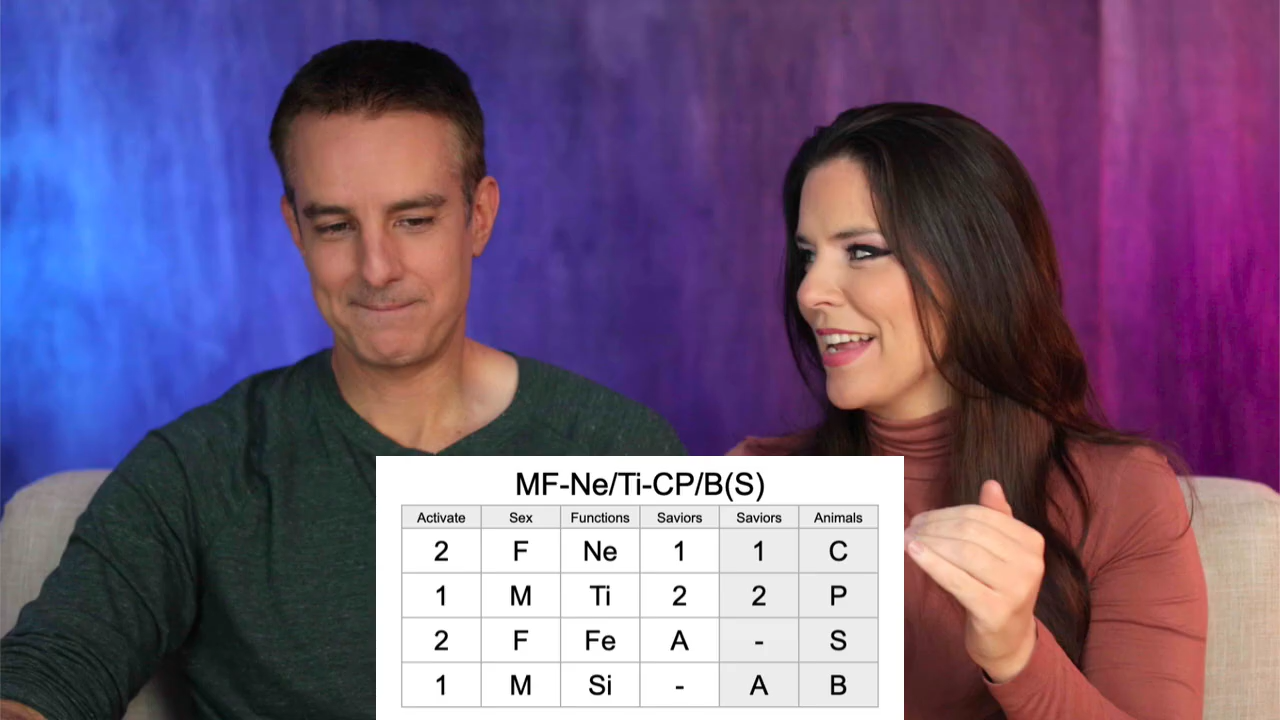 MF-Ne/Ti-CP/B(S)
Activate Sex Functions Saviors Saviors Animals
2 F Ne 1 1 C
1 M Ti 2 2 P
2 F Fe A - S
1 M Si - A B